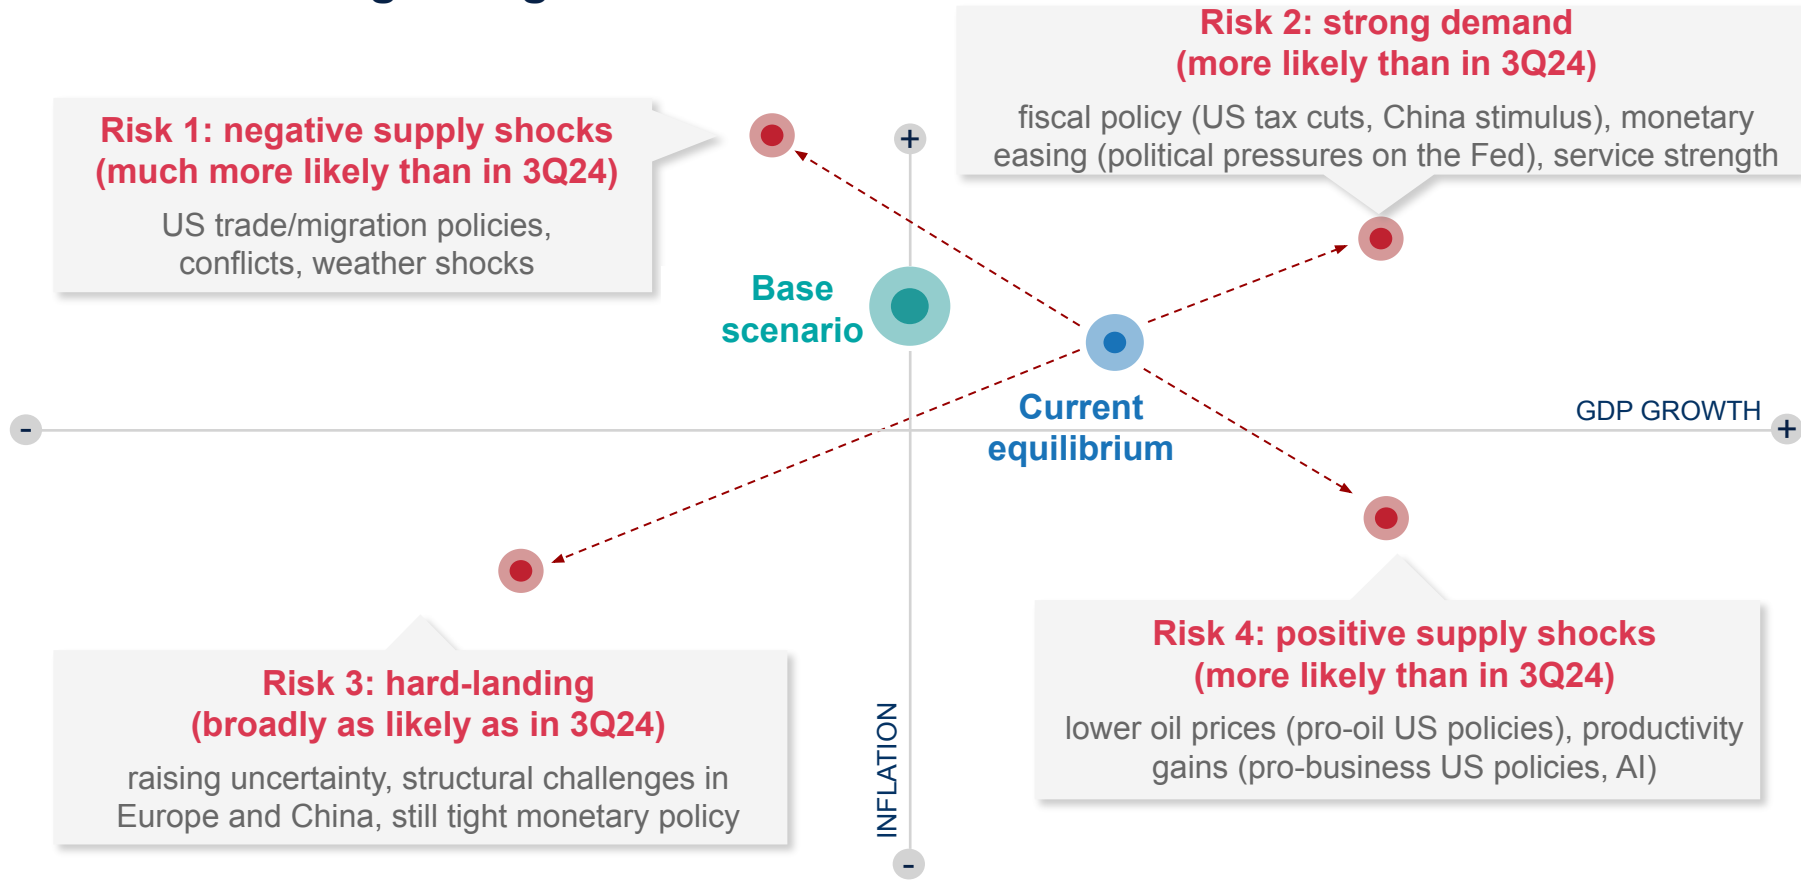 Risk 2: strong demand
(more likely than in 3Q24)
fiscal policy (US tax cuts, China stimulus), monetary
easing (political pressures on the Fed), service strength
Risk 1: negative supply shocks
(much more likely than in 3Q24)
US trade/migration policies,
conflicts, weather shocks
+
Base
scenario
Current
equilibrium
GDP GROWTH
-
+
Risk 3: hard-landing
(broadly as likely as in 3Q24)
raising uncertainty, structural challenges in
Europe and China, still tight monetary policy
INFLATION
-
Risk 4: positive supply shocks
(more likely than in 3Q24)
lower oil prices (pro-oil US policies), productivity
gains (pro-business US policies, AI)